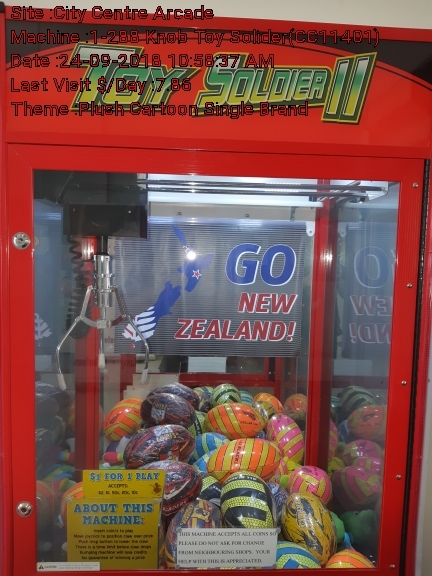 Site :City Centre Arcade
Machine :1-288 Knob Toy Solider(CC11401)
Date :24-09-2018 10:58:37 AM
Last Visit $/Day :7.86
Theme :Plush Cartoon Single Brand
TOY SOLDIER II
GO
NEW
ZEALAND!
$1 FOR 1 PLAY
ACCEPTS
ABOUT THIS
MACHINE:
THIS MACHINE ACCEPTS ALL COINS SO
PLEASE DO NOT ASK FOR CHANGE
FROM NEIGHBOURING SHOPS. YOUR
HELP WITH THIS IS APPRECIATED.